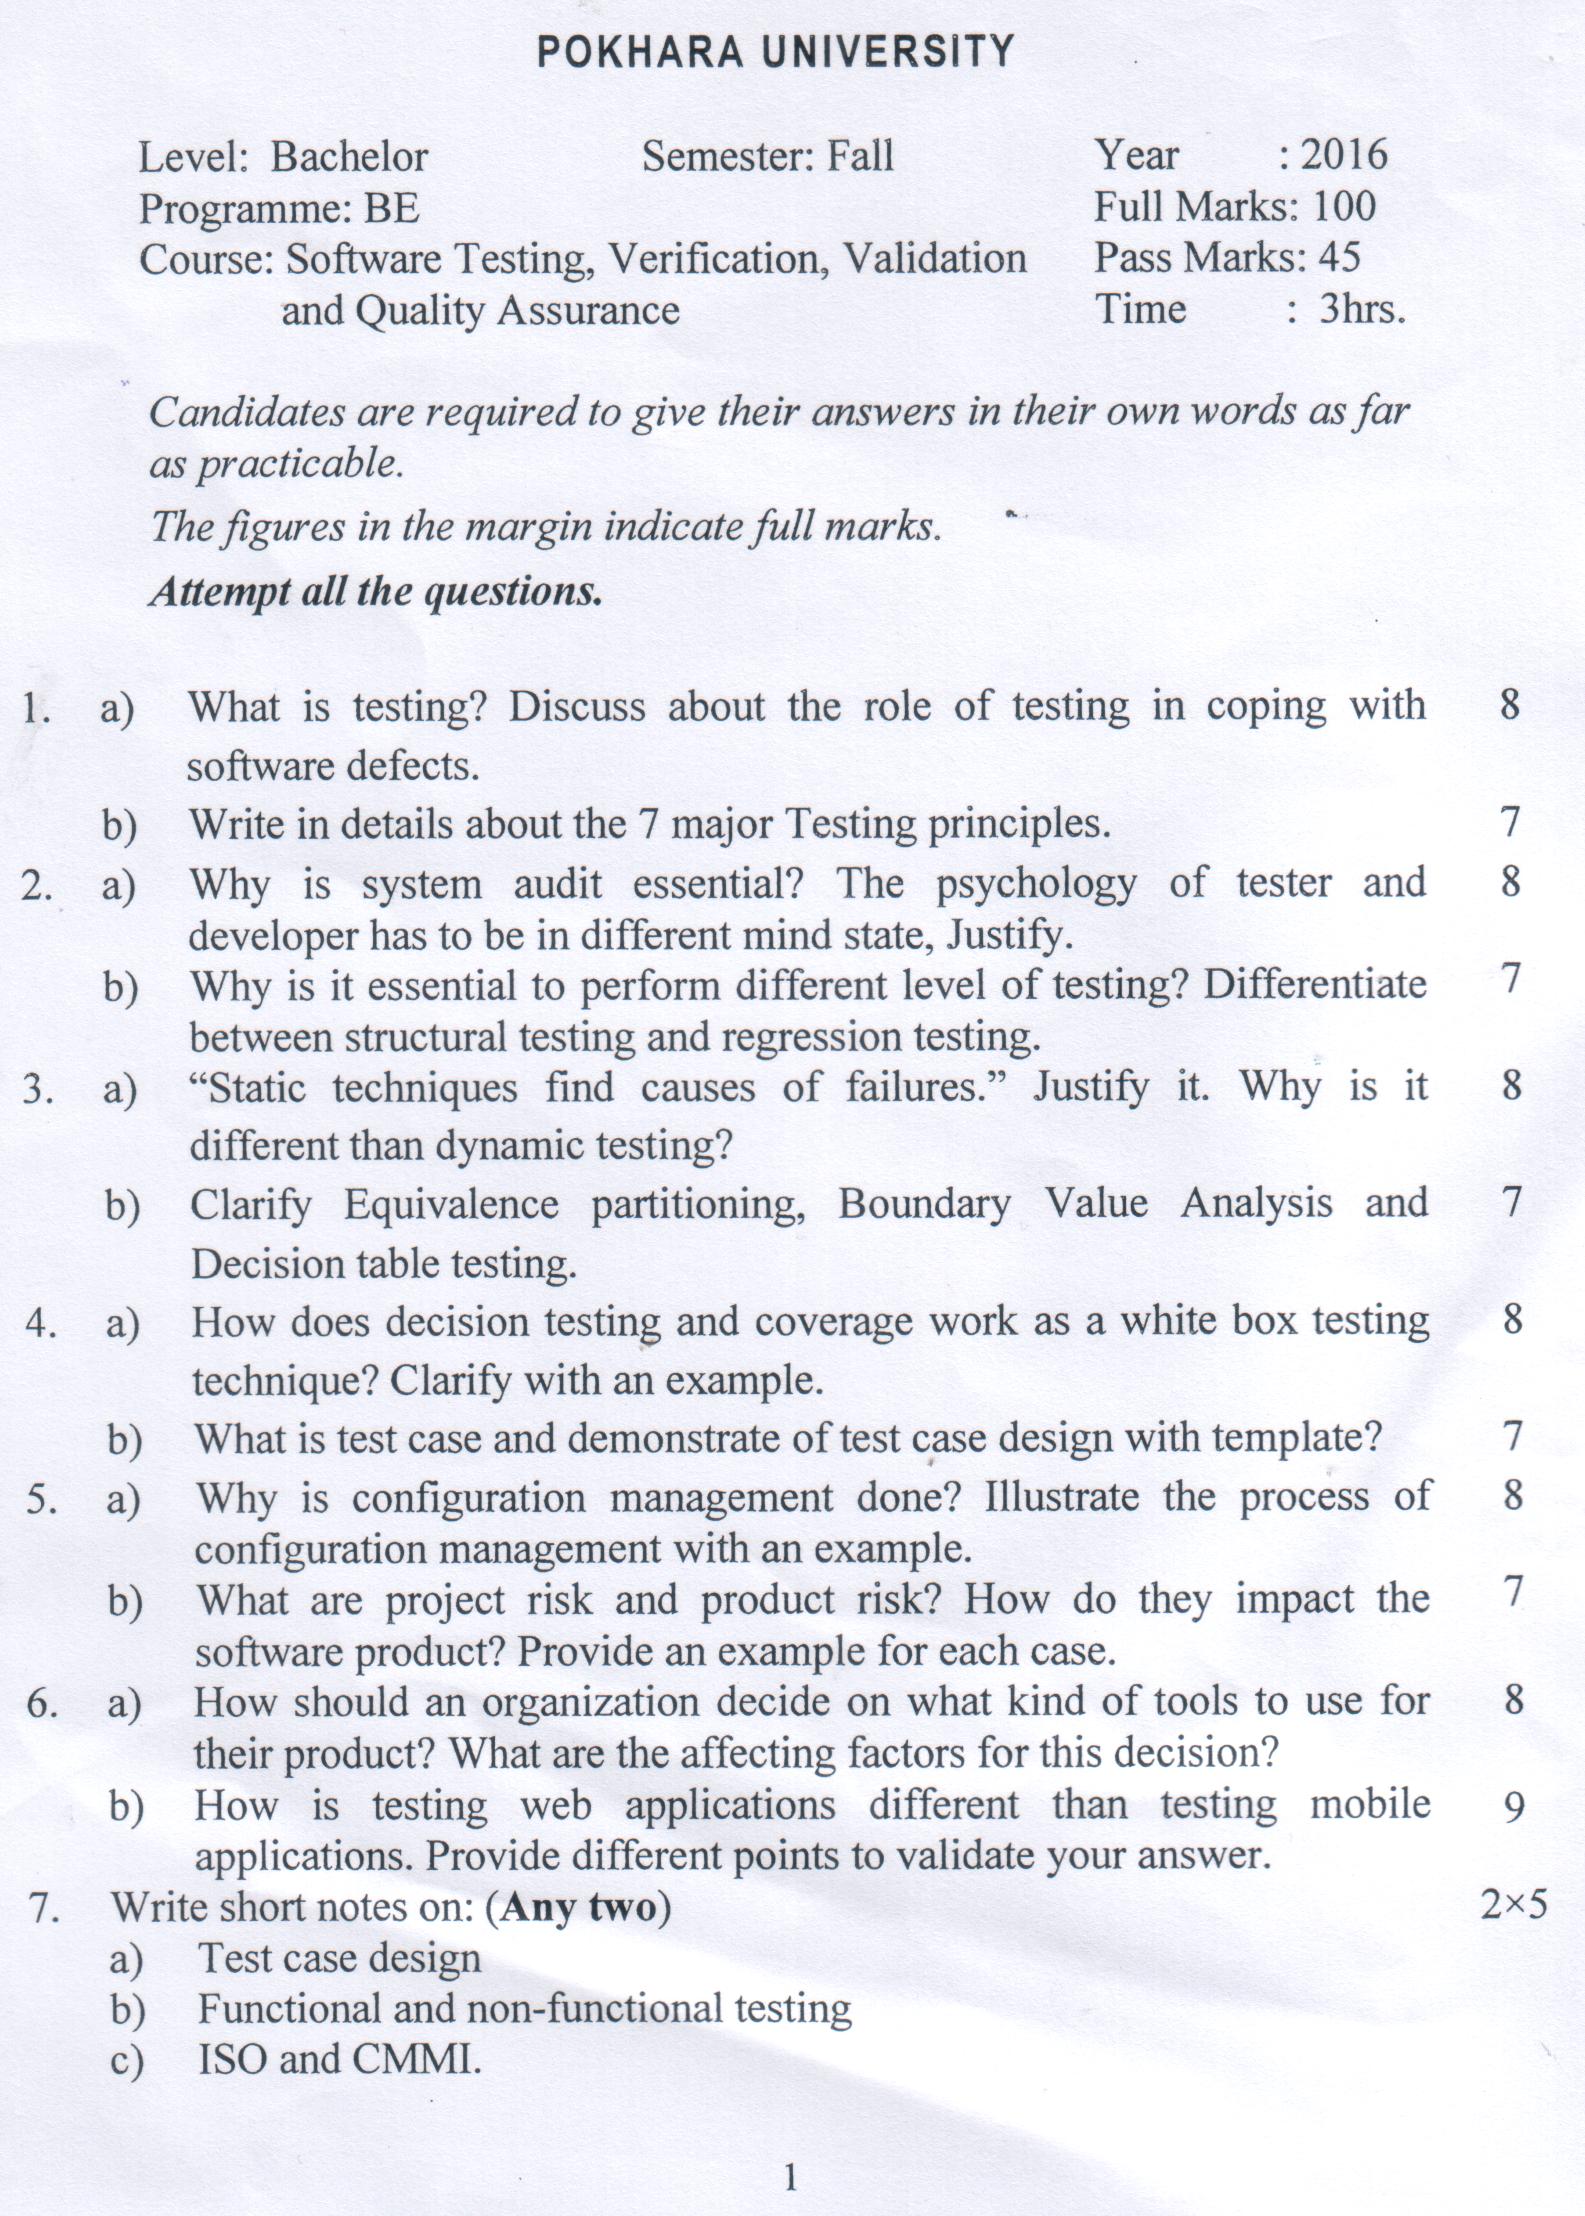 POKHARA UNIVERSITY
Level: Bachelor Semester: Fall Year : 2016
Programme: BE Full Marks: 100
Course: Software Testing, Verification, Validation Pass Marks: 45
and Quality Assurance Time : 3hrs.
Candidates are required to give their answers in their own words as far
as practicable.
The figures in the margin indicate full marks.
Attempt all the questions.
1. a) What is testing? Discuss about the role of testing in coping with 8
software defects.
b) Write in details about the 7 major Testing principles. 7
2. a) Why is system audit essential? The psychology of tester and 8
developer has to be in different mind state, Justify.
b) Why is it essential to perform different level of testing? Differentiate 7
between structural testing and regression testing.
3. a) “Static techniques find causes of failures.” Justify it. Why is it 8
different than dynamic testing?
b) Clarify Equivalence partitioning, Boundary Value Analysis and 7
Decision table testing.
4. a) How does decision testing and coverage work as a white box testing 8
technique? Clarify with an example.
b) What is test case and demonstrate of test case design with template? 7
5. a) Why is configuration management done? Illustrate the process of 8
configuration management with an example.
b) What are project risk and product risk? How do they impact the 7
software product? Provide an example for each case.
6. a) How should an organization decide on what kind of tools to use for 8
their product? What are the affecting factors for this decision?
b) How is testing web applications different than testing mobile 9
applications. Provide different points to validate your answer.
7. Write short notes on: (Any two) 2×5
a) Test case design
b) Functional and non-functional testing
c) ISO and CMMI.
1